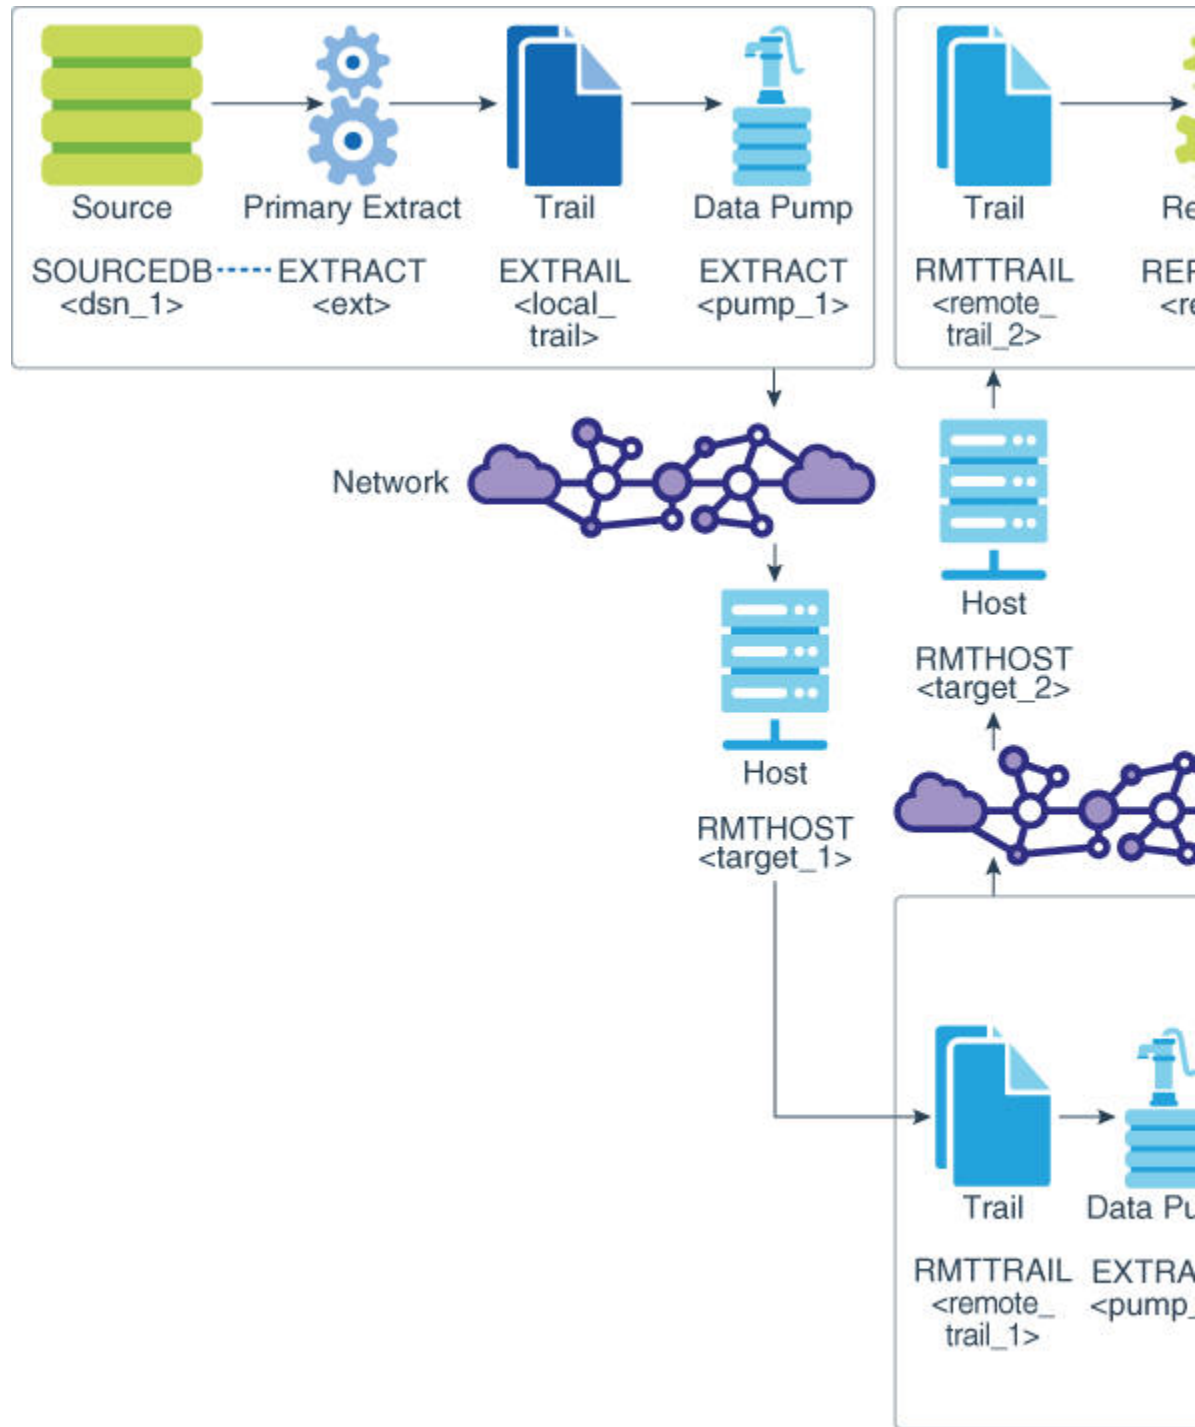 Source
Primary Extract
Trail
Data Pump
SOURCEDB
<dsn_1>
EXTRACT
<ext>
EXTRAIL
<local_
trail>
EXTRACT
<pump_1>
Trail
RMTTRAIL
<remote_
trail_2>
Network
Host
RMTHOST
<target_1>
Host
RMTHOST
<target_2>
Trail
Data
RMTTRAIL
<remote_
trail_1>